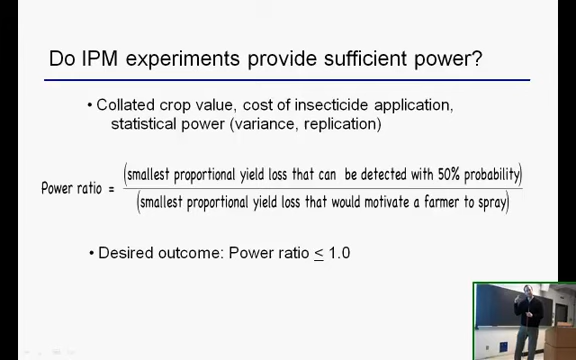 Do IPM experiments provide sufficient power?
• Collated crop value, cost of insecticide application,
statistical power (variance, replication)
(smallest proportional yield loss that can be detected with 50% probability)
Power ratio =
(smallest proportional yield loss that would motivate a farmer to spray)
• Desired outcome: Power ratio ≤ 1.0